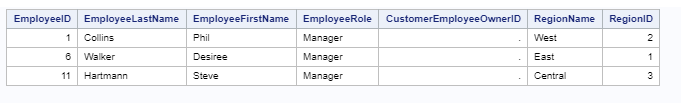 EmployeeID EmployeeLastName EmployeeFirstName EmployeeRole CustomerEmployeeOwnerID RegionName RegionID
1 Collins Phil Manager . West 2
6 Walker Desiree Manager . East 1
11 Hartmann Steve Manager . Central 3